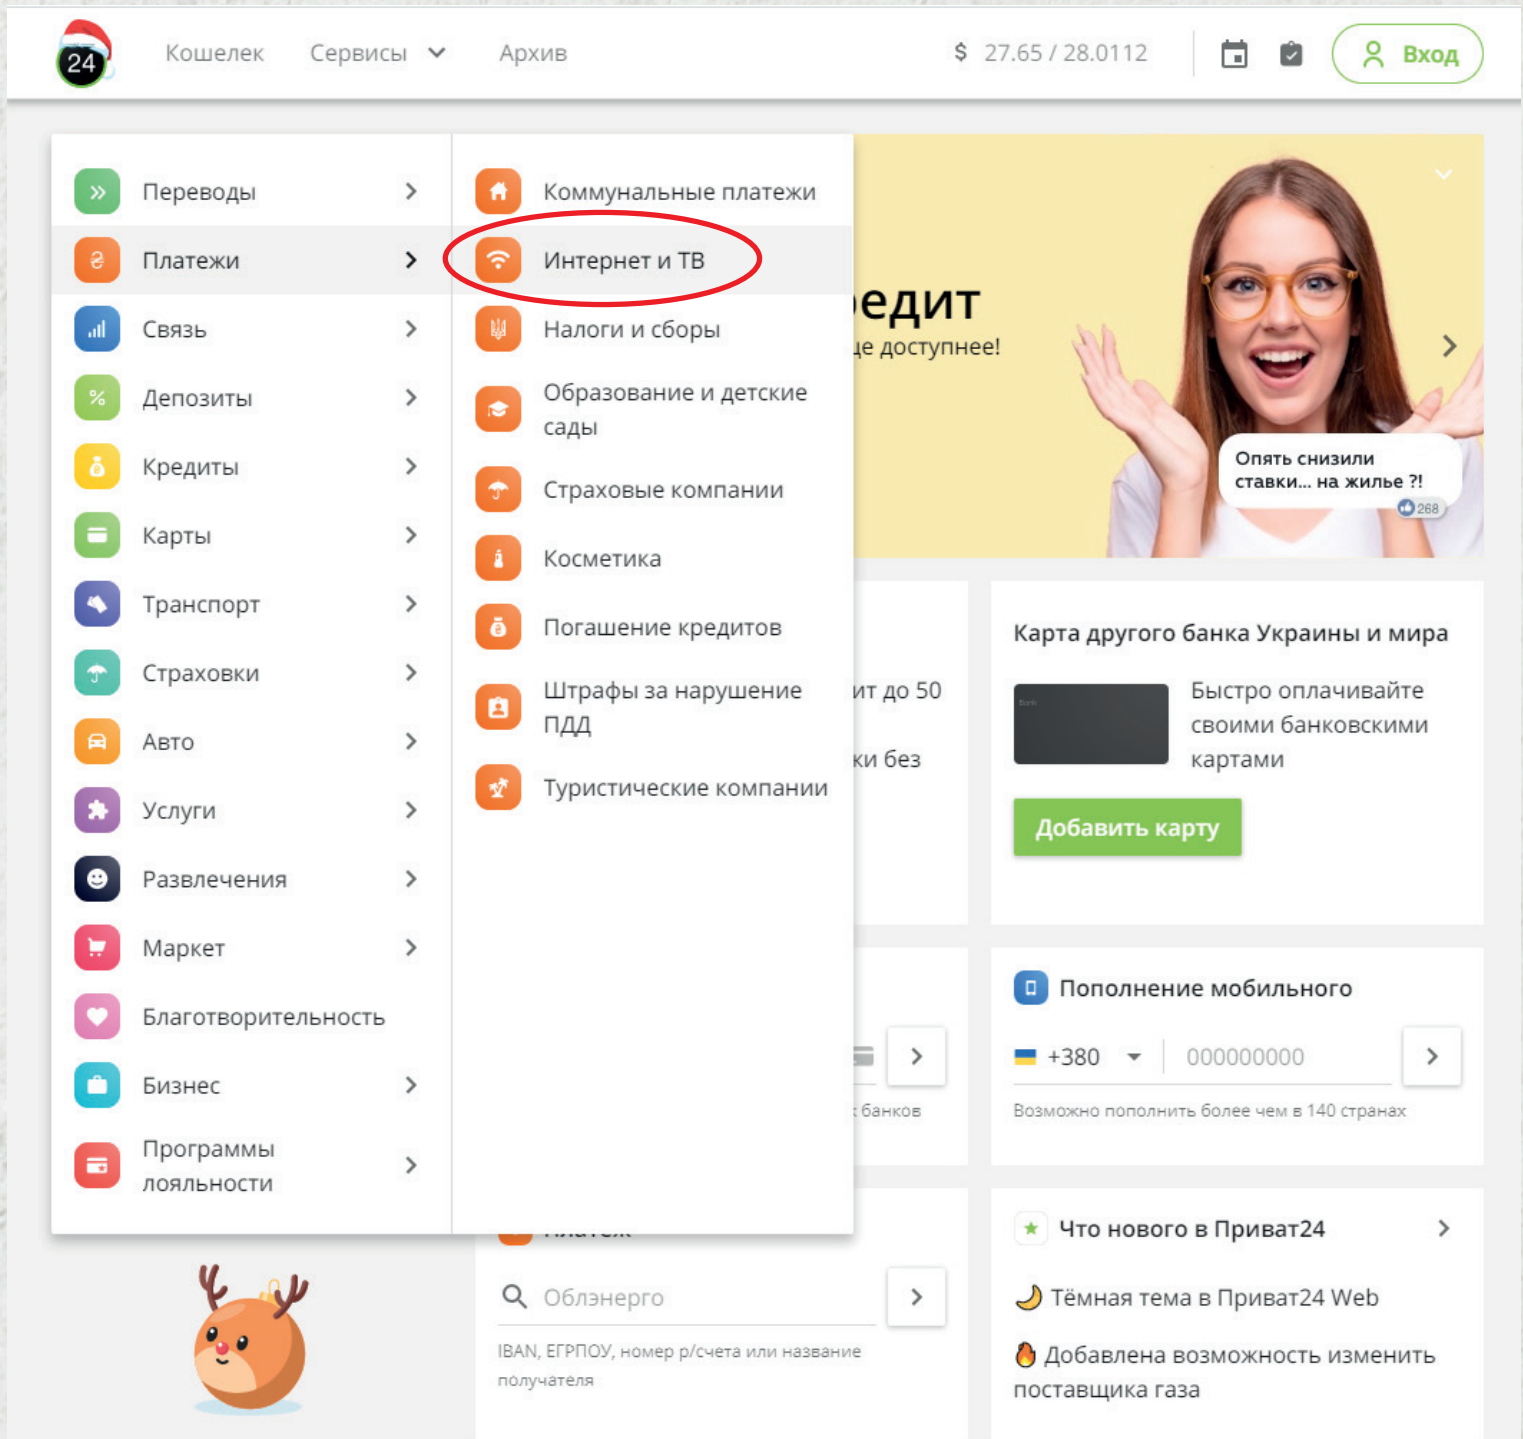 24
Кошелек
Сервисы
Архив
$ 27.65 / 28.0112
Вход
Переводы
Платежи
Связь
Депозиты
Кредиты
Карты
Транспорт
Страховки
Авто
Услуги
Развлечения
Маркет
Благотворительность
Бизнес
Программы
лояльности
Коммунальные платежи
Интернет и ТВ
Налоги и сборы
Образование и детские
сады
Страховые компании
Косметика
Погашение кредитов
Штрафы за нарушение
ПДД
Туристические компании
едит
ще доступнее!
Опять снизили
ставки... на жилье ?!
268
ит до 50
ки без
Карта другого банка Украины и мира
Bank
Быстро оплачивайте
своими банковскими
картами
Добавить карту
банков
Пополнение мобильного
+380
000000000
Возможно пополнить более чем в 140 странах
Платеж
Облэнерго
IBAN, ЕГРПОУ, номер р/счета или название
получателя
Что нового в Приват24
Тёмная тема в Приват24 Web
Добавлена возможность изменить
поставщика газа